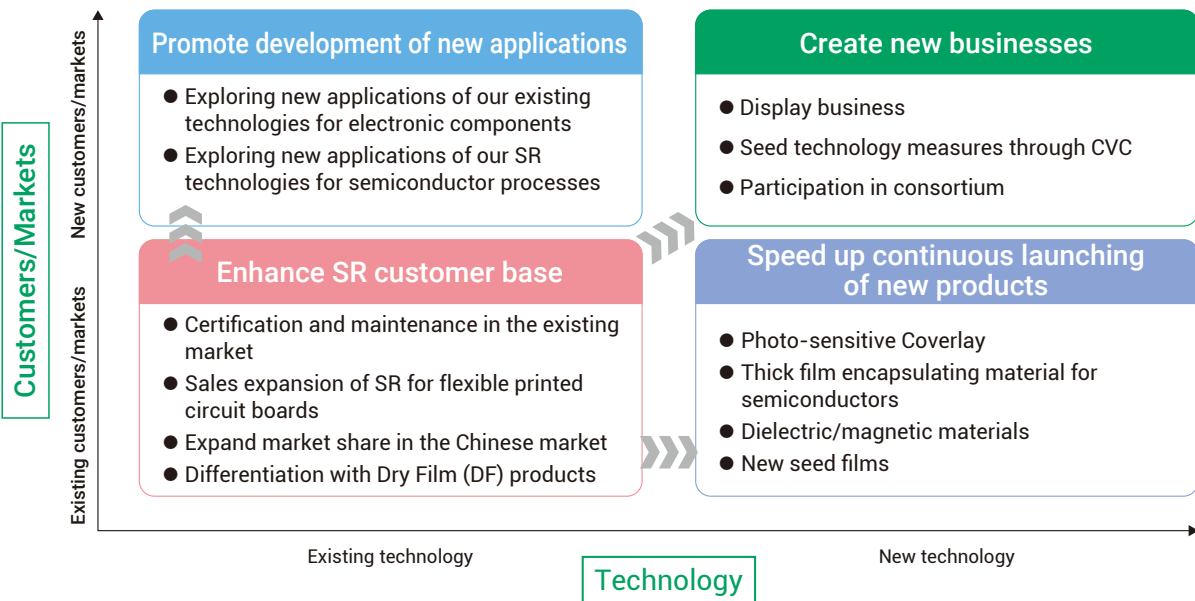 Customers/Markets
New customers/markets
Existing customers/markets
Promote development of new applications
● Exploring new applications of our existing
technologies for electronic components
● Exploring new applications of our SR
technologies for semiconductor processes
Create new businesses
● Display business
● Seed technology measures through CVC
● Participation in consortium
Enhance SR customer base
● Certification and maintenance in the existing
market
● Sales expansion of SR for flexible printed
circuit boards
● Expand market share in the Chinese market
● Differentiation with Dry Film (DF) products
Speed up continuous launching
of new products
● Photo-sensitive Coverlay
● Thick film encapsulating material for
semiconductors
● Dielectric/magnetic materials
● New seed films
Existing technology
New technology
Technology